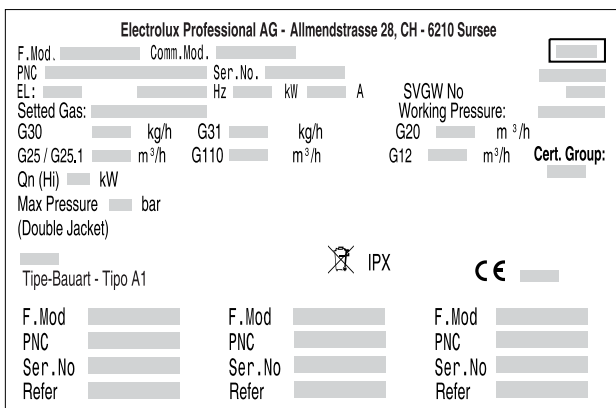 Electrolux Professional AG - Allmendstrasse 28, CH - 6210 Sursee
F.Mod. Comm.Mod.
PNC Ser.No.
EL: Hz kW A SVGW No
Setted Gas: Working Pressure:
G30 kg/h G31 kg/h G20 m³/h
G25 / G25.1 m³/h G110 m³/h G12 m³/h Cert. Group:
Qn (Hi) kW
Max Pressure bar
(Double Jacket)
IPX CE
Tipe-Bauart - Tipo A1
F.Mod F.Mod F.Mod
PNC PNC PNC
Ser.No Ser.No Ser.No
Refer Refer Refer